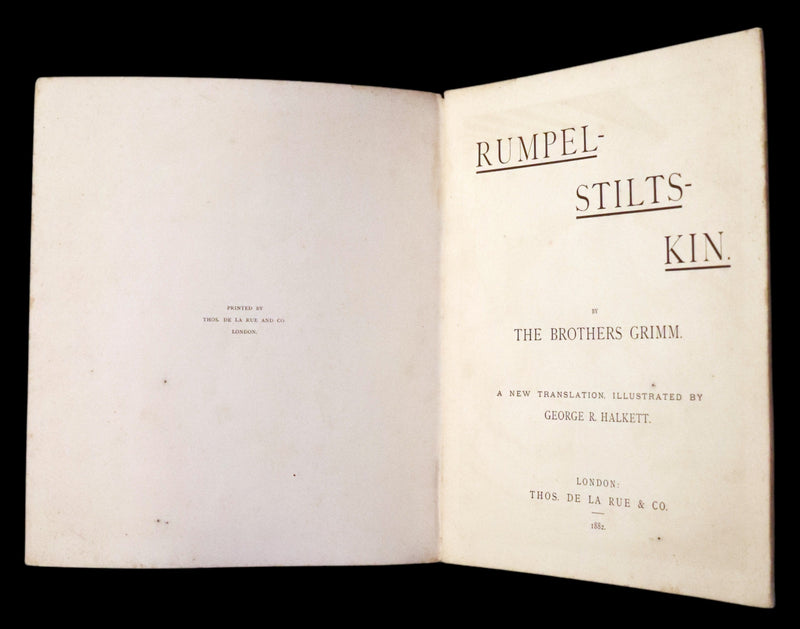 PRINTED BY
THOS. DE LA RUE AND CO
LONDON.
RUMPEL-
STILTS-
KIN.
BY
THE BROTHERS GRIMM.
A NEW TRANSLATION, ILLUSTRATED BY
GEORGE R. HALKETT.
LONDON:
THOS. DE LA RUE & CO.
1882.